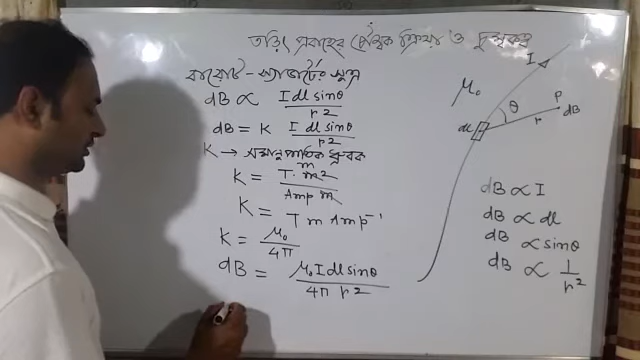 তড়িৎ প্রবাহের চৌম্বক ক্রিয়া ও চুম্বকত্ব
বায়োট-স্যাভার্টের সূত্র
dB ∝ I dl sinθ / r2
dB = K I dl sinθ / r2
K → সমানুপাতিক ধ্রুবক
K = T. m2 m / Amp m
K = T m Amp⁻¹
K = μ₀ / 4π
dB = μ₀ I dl sinθ / 4π r2
I
μ₀
θ
P
dl
r
dB
dB ∝ I
dB ∝ dl
dB ∝ sinθ
dB ∝ 1 / r2